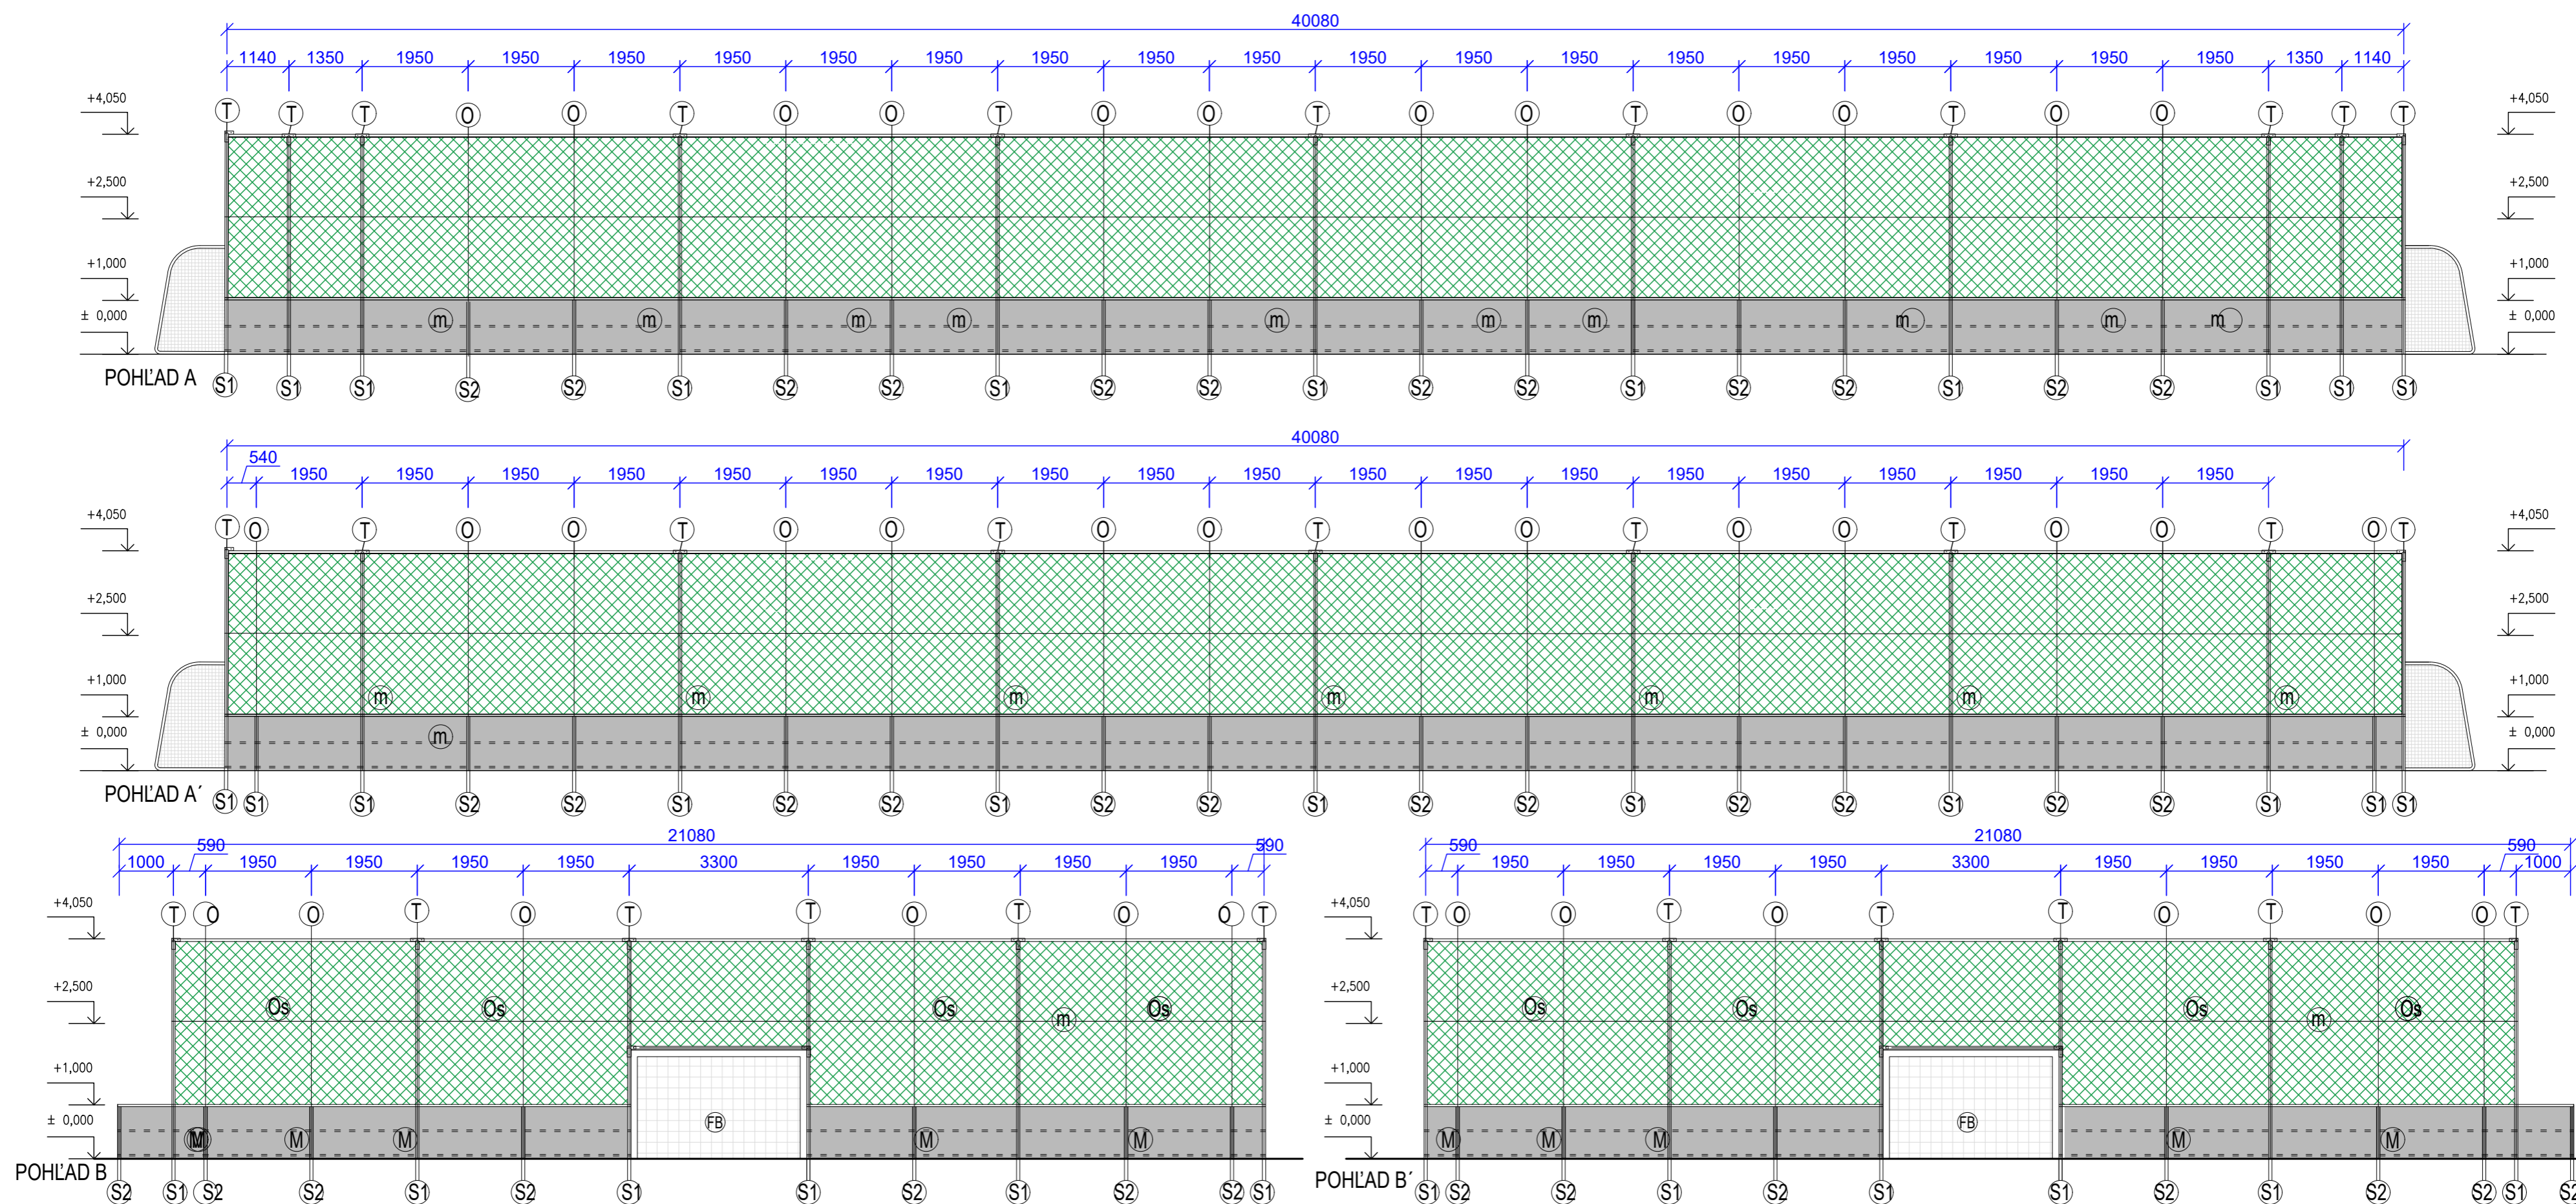 40080
1140 1350 1950 1950 1950 1950 1950 1950 1950 1950 1950 1950 1950 1950 1950 1950 1950 1950 1950 1950 1350 1140
+4,050 T T T O O T O O T O O T O O T O O T O O T T T +4,050
+2,500 +2,500
+1,000 +1,000
± 0,000 m m m m m m m m m m ± 0,000
POHĽAD A S1 S1 S1 S2 S2 S1 S2 S2 S1 S2 S2 S1 S2 S2 S1 S2 S2 S1 S2 S2 S1 S1 S1
40080
540 1950 1950 1950 1950 1950 1950 1950 1950 1950 1950 1950 1950 1950 1950 1950 1950 1950 1950 1950
+4,050 T O T O O T O O T O O T O O T O O T O O T O T +4,050
+2,500 +2,500
+1,000 m m m m m m m +1,000
± 0,000 m ± 0,000
POHĽAD A´ S1 S1 S1 S2 S2 S1 S2 S2 S1 S2 S2 S1 S2 S2 S1 S2 S2 S1 S2 S2 S1 S1 S1
21080
1000 590 1950 1950 1950 1950 3300 1950 1950 1950 1950 590
+4,050 T O O T O T T O T O O T
+2,500 Os Os Os m Os
+1,000
± 0,000 M M M M FB M M
POHĽAD B S2 S1 S2 S2 S1 S2 S1 S1 S2 S1 S2 S2 S1
21080
590 1950 1950 1950 1950 3300 1950 1950 1950 1950 590 1000
+4,050 T O O T O T T O T O O T
+2,500 Os Os Os m Os
+1,000
± 0,000 M M M FB M M
POHĽAD B´ S1 S2 S2 S1 S2 S1 S1 S2 S1 S2 S2 S1 S2